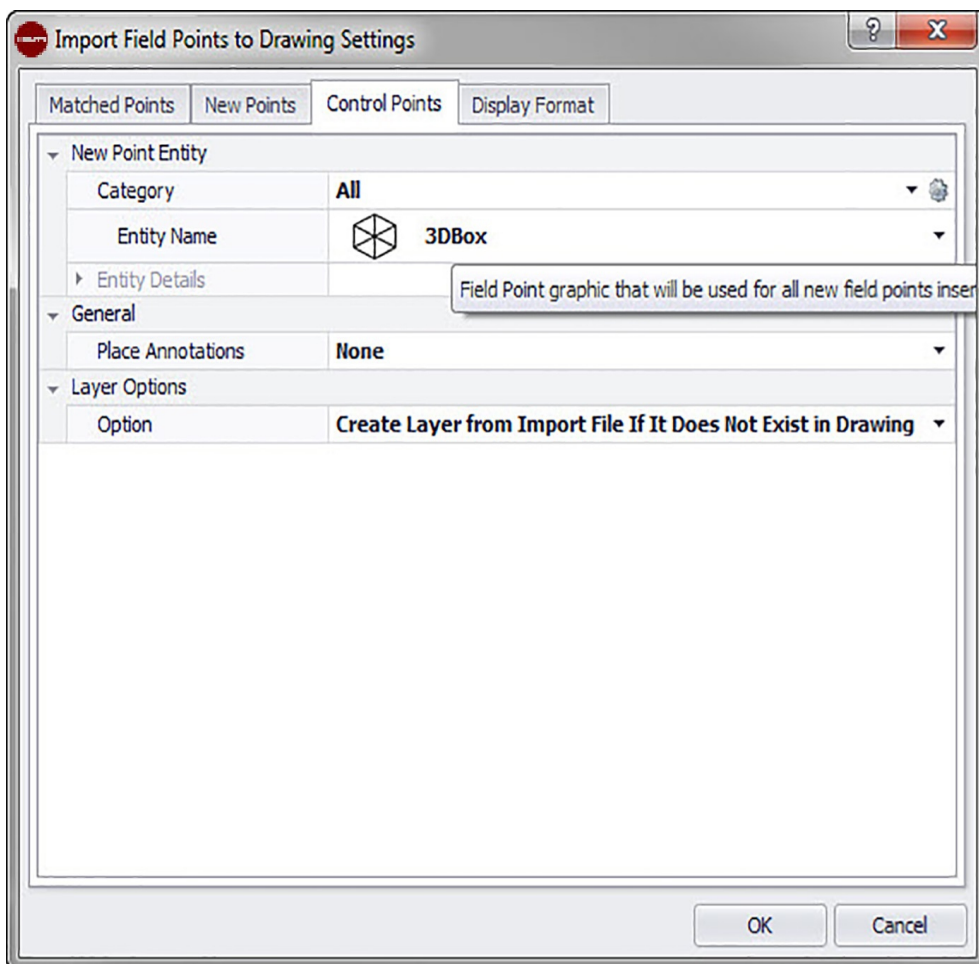 Import Field Points to Drawing Settings
Matched Points New Points Control Points Display Format
New Point Entity
Category All
Entity Name 3DBox
Entity Details
Field Point graphic that will be used for all new field points inser
General
Place Annotations None
Layer Options
Option Create Layer from Import File If It Does Not Exist in Drawing
OK Cancel